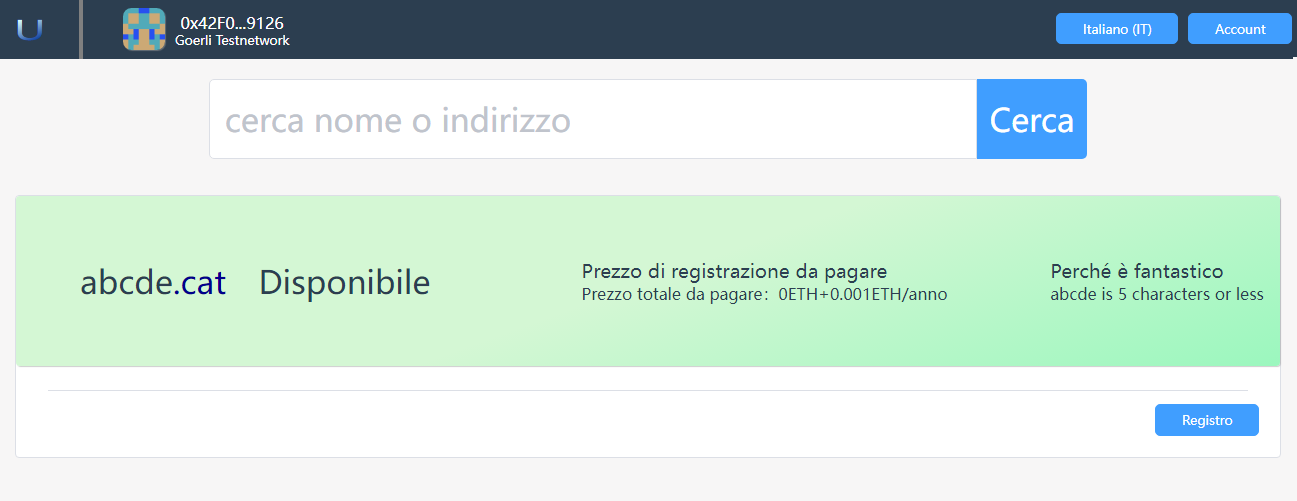 U
0x42F0...9126
Goerli Testnetwork
Italiano (IT)
Account
cerca nome o indirizzo
Cerca
abcde.cat Disponibile
Prezzo di registrazione da pagare
Prezzo totale da pagare：0ETH+0.001ETH/anno
Perché è fantastico
abcde is 5 characters or less
Registro